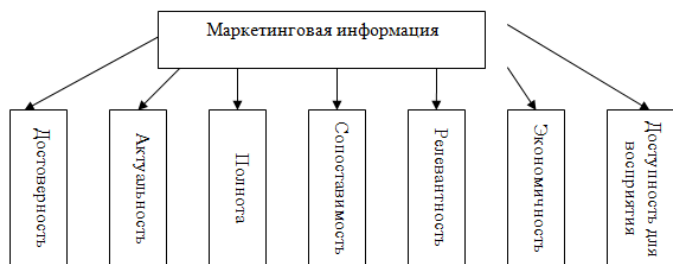 Маркетинговая информация
Достоверность
Актуальность
Полнота
Сопоставимость
Релевантность
Экономичность
Доступность для
восприятия